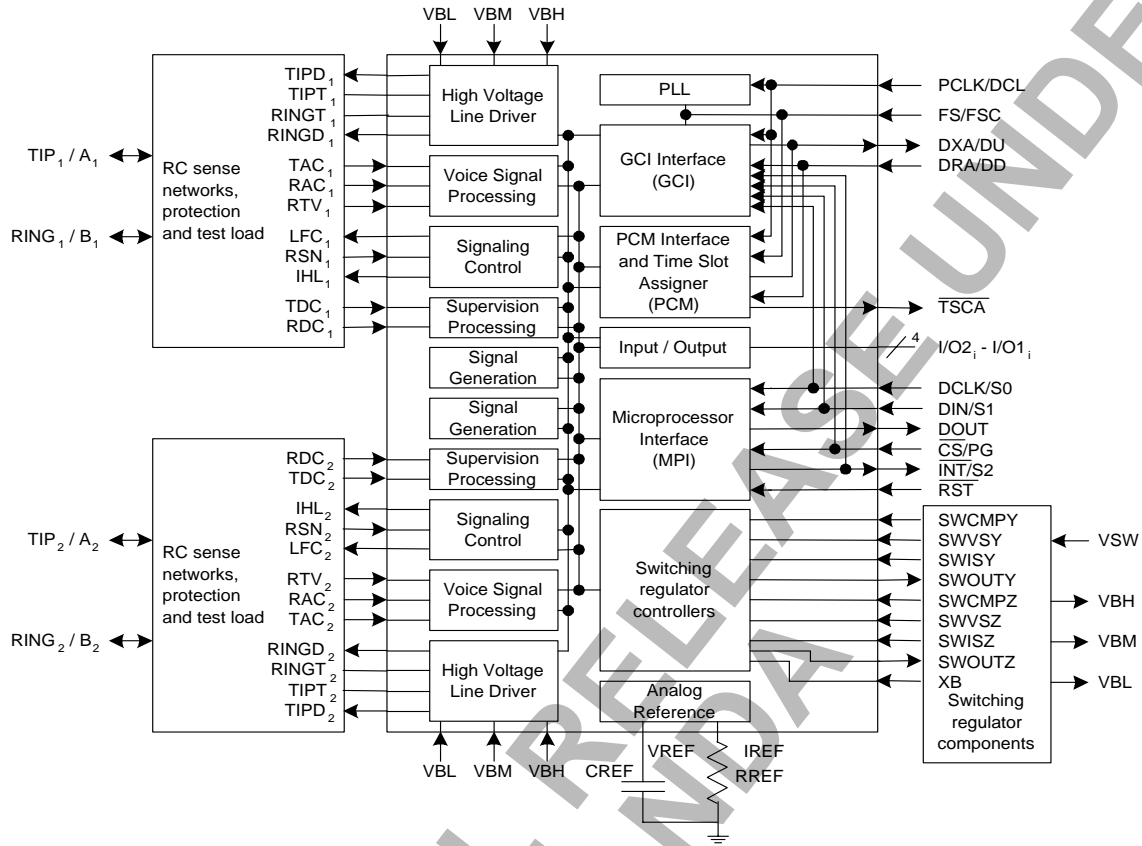 VBL VBM VBH
TIPD1
TIPT1
RINGT1
RINGD1
TAC1
RAC1
RTV1
LFC1
RSN1
IHL1
TDC1
RDC1
TIP1 / A1
RING1 / B1
RC sense
networks,
protection
and test load
High Voltage
Line Driver
Voice Signal
Processing
Signaling
Control
Supervision
Processing
Signal
Generation
Signal
Generation
Supervision
Processing
Signaling
Control
Voice Signal
Processing
High Voltage
Line Driver
RDC2
TDC2
IHL2
RSN2
LFC2
RTV2
RAC2
TAC2
RINGD2
RINGT2
TIPT2
TIPD2
TIP2 / A2
RING2 / B2
RC sense
networks,
protection
and test load
VBL VBM VBH
PLL
GCI Interface
(GCI)
PCM Interface
and Time Slot
Assigner
(PCM)
Input / Output
Microprocessor
Interface
(MPI)
Switching
regulator
controllers
Analog
Reference
VREF
CREF
IREF
RREF
PCLK/DCL
FS/FSC
DXA/DU
DRA/DD
TSCA
4
I/O2i - I/O1i
DCLK/S0
DIN/S1
DOUT
CS/PG
INT/S2
RST
SWCMPY
SWVSY
SWISY
SWOUTY
SWCMPZ
SWVSZ
SWISZ
SWOUTZ
XB
Switching
regulator
components
VSW
VBH
VBM
VBL
RELEASE UNDE
NDA